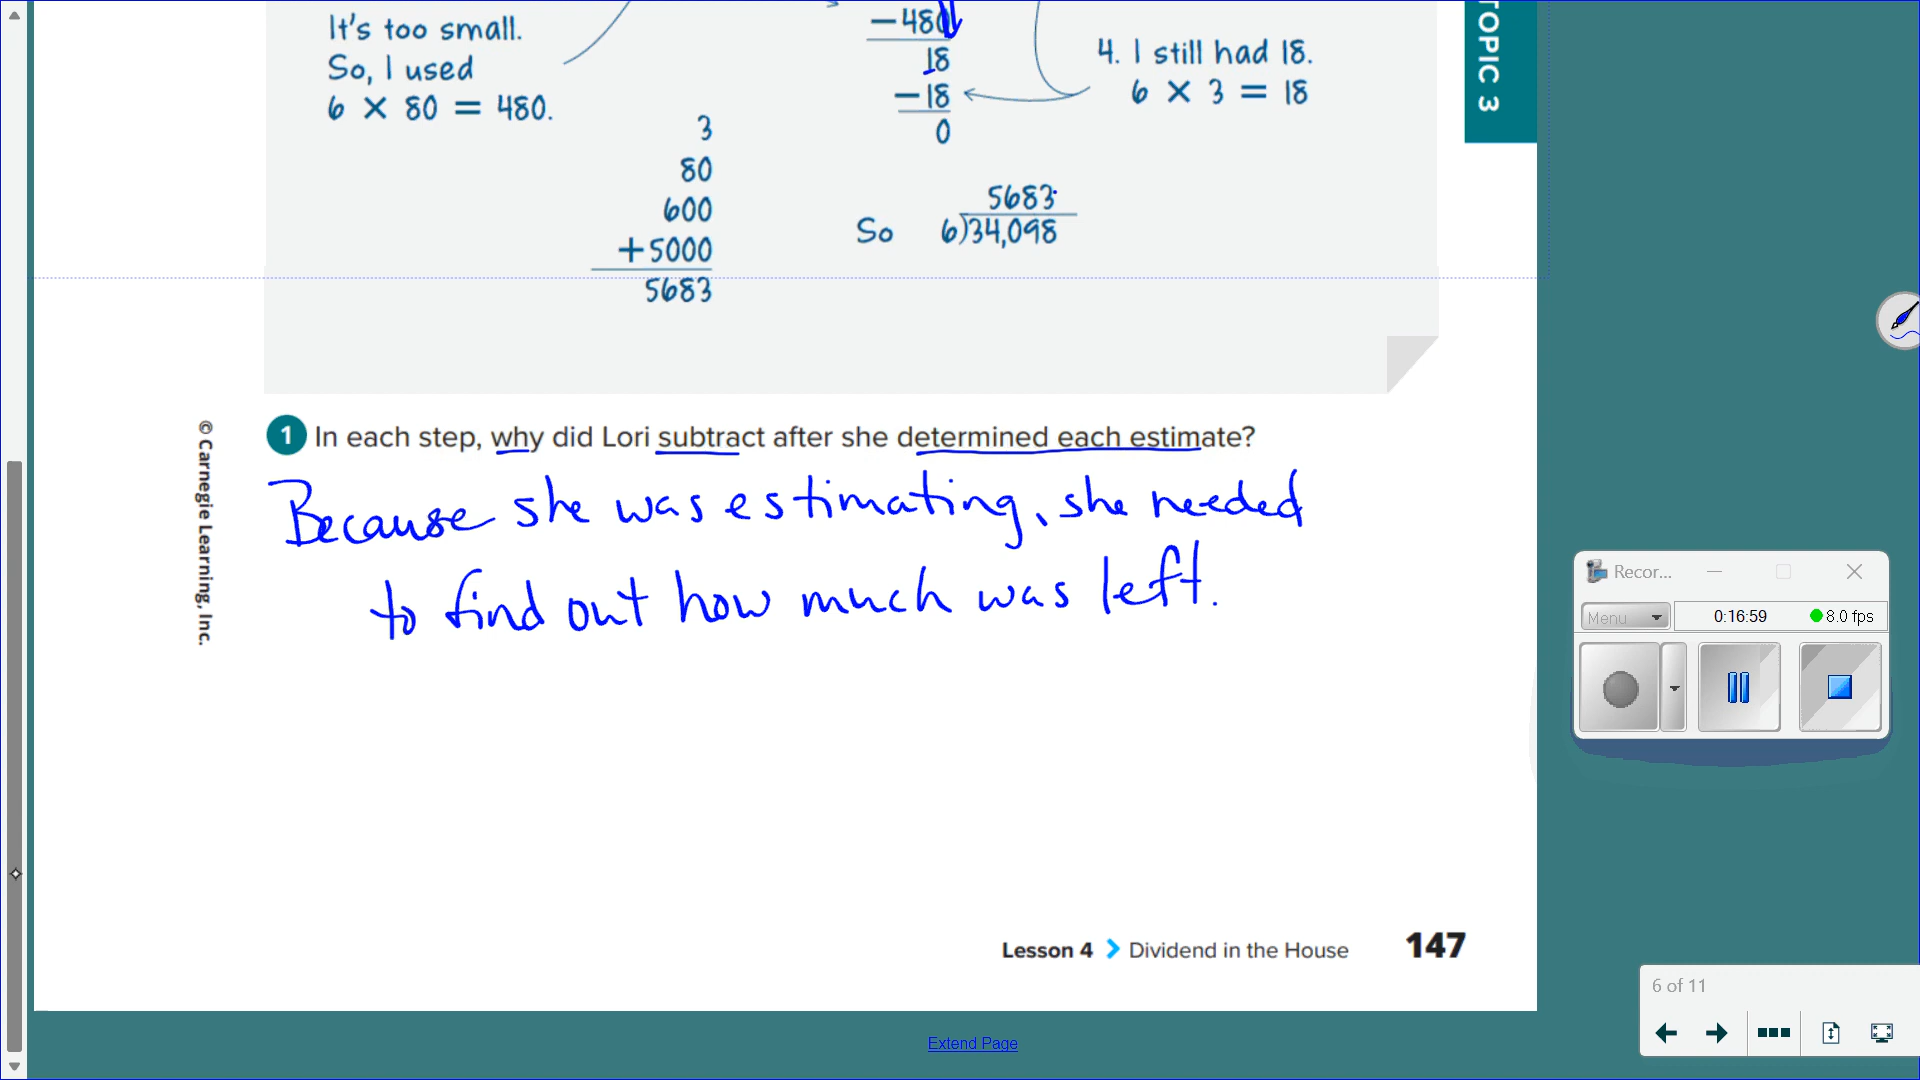 It's too small.
So, I used
6 × 80 = 480.
−480
18
−18
0
4. I still had 18.
6 × 3 = 18
TOPIC 3
3
80
600
+5000
5683
5683
So 6)34,098
© Carnegie Learning, Inc.
1 In each step, why did Lori subtract after she determined each estimate?
Because she was estimating, she needed
to find out how much was left.
Lesson 4 > Dividend in the House 147
Extend Page
Recor...
Menu 0:16:59 8.0 fps
6 of 11